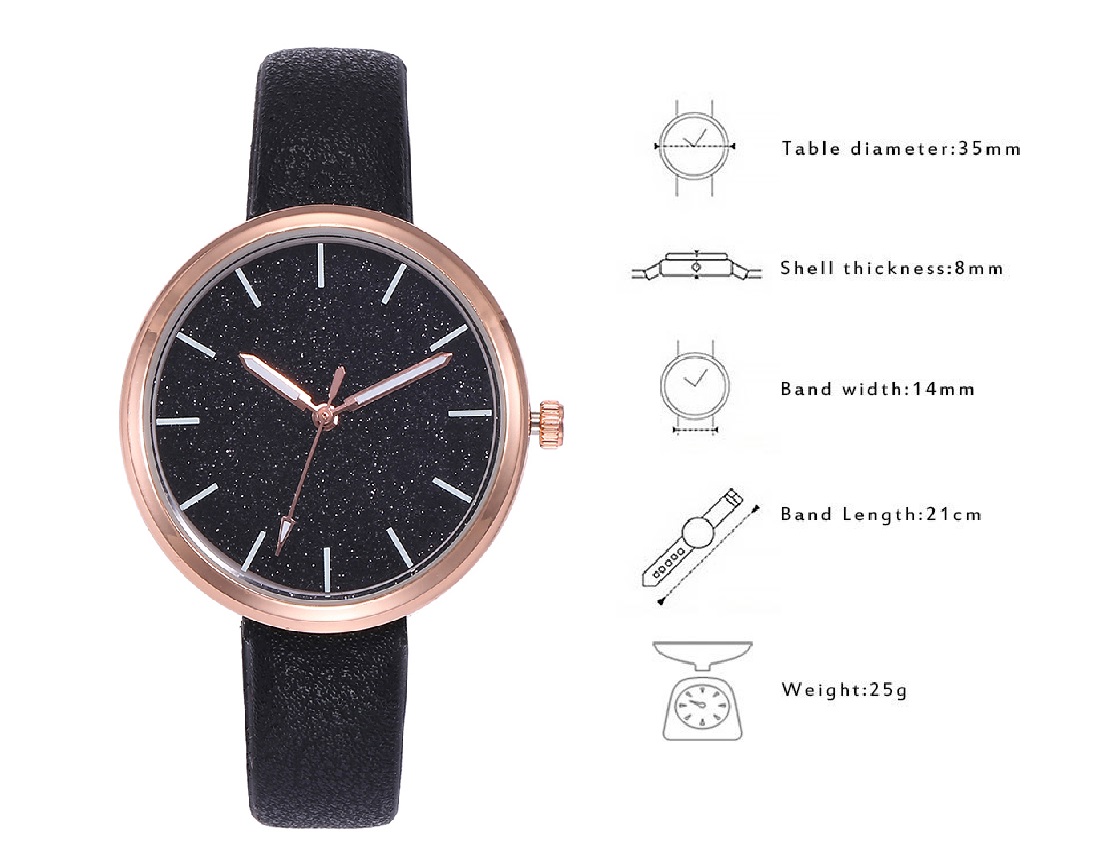 Table diameter:35mm
Shell thickness:8mm
Band width:14mm
Band Length:21cm
Weight:25g